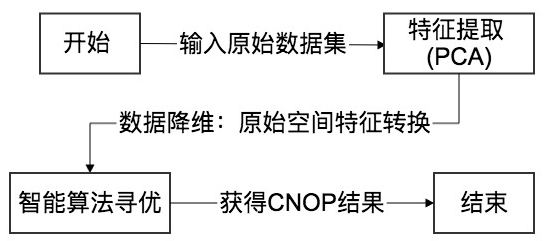 开始
输入原始数据集
特征提取
(PCA)
数据降维：原始空间特征转换
智能算法寻优
获得CNOP结果
结束